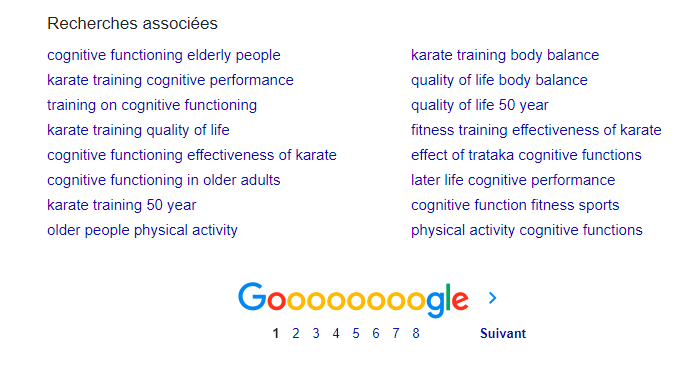 Recherches associées
cognitive functioning elderly people
karate training cognitive performance
training on cognitive functioning
karate training quality of life
cognitive functioning effectiveness of karate
cognitive functioning in older adults
karate training 50 year
older people physical activity
karate training body balance
quality of life body balance
quality of life 50 year
fitness training effectiveness of karate
effect of trataka cognitive functions
later life cognitive performance
cognitive function fitness sports
physical activity cognitive functions
Goooooooogle >
1 2 3 4 5 6 7 8 Suivant